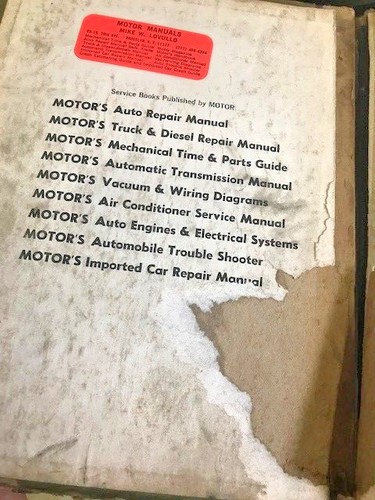 MOTOR MANUALS
MIKE W. LOVULLO
Service Books Published by MOTOR
MOTOR'S Auto Repair Manual
MOTOR'S Truck & Diesel Repair Manual
MOTOR'S Mechanical Time & Parts Guide
MOTOR'S Automatic Transmission Manual
MOTOR'S Vacuum & Wiring Diagrams
MOTOR'S Air Conditioner Service Manual
MOTOR'S Auto Engines & Electrical Systems
MOTOR'S Automobile Trouble Shooter
MOTOR'S Imported Car Repair Manual